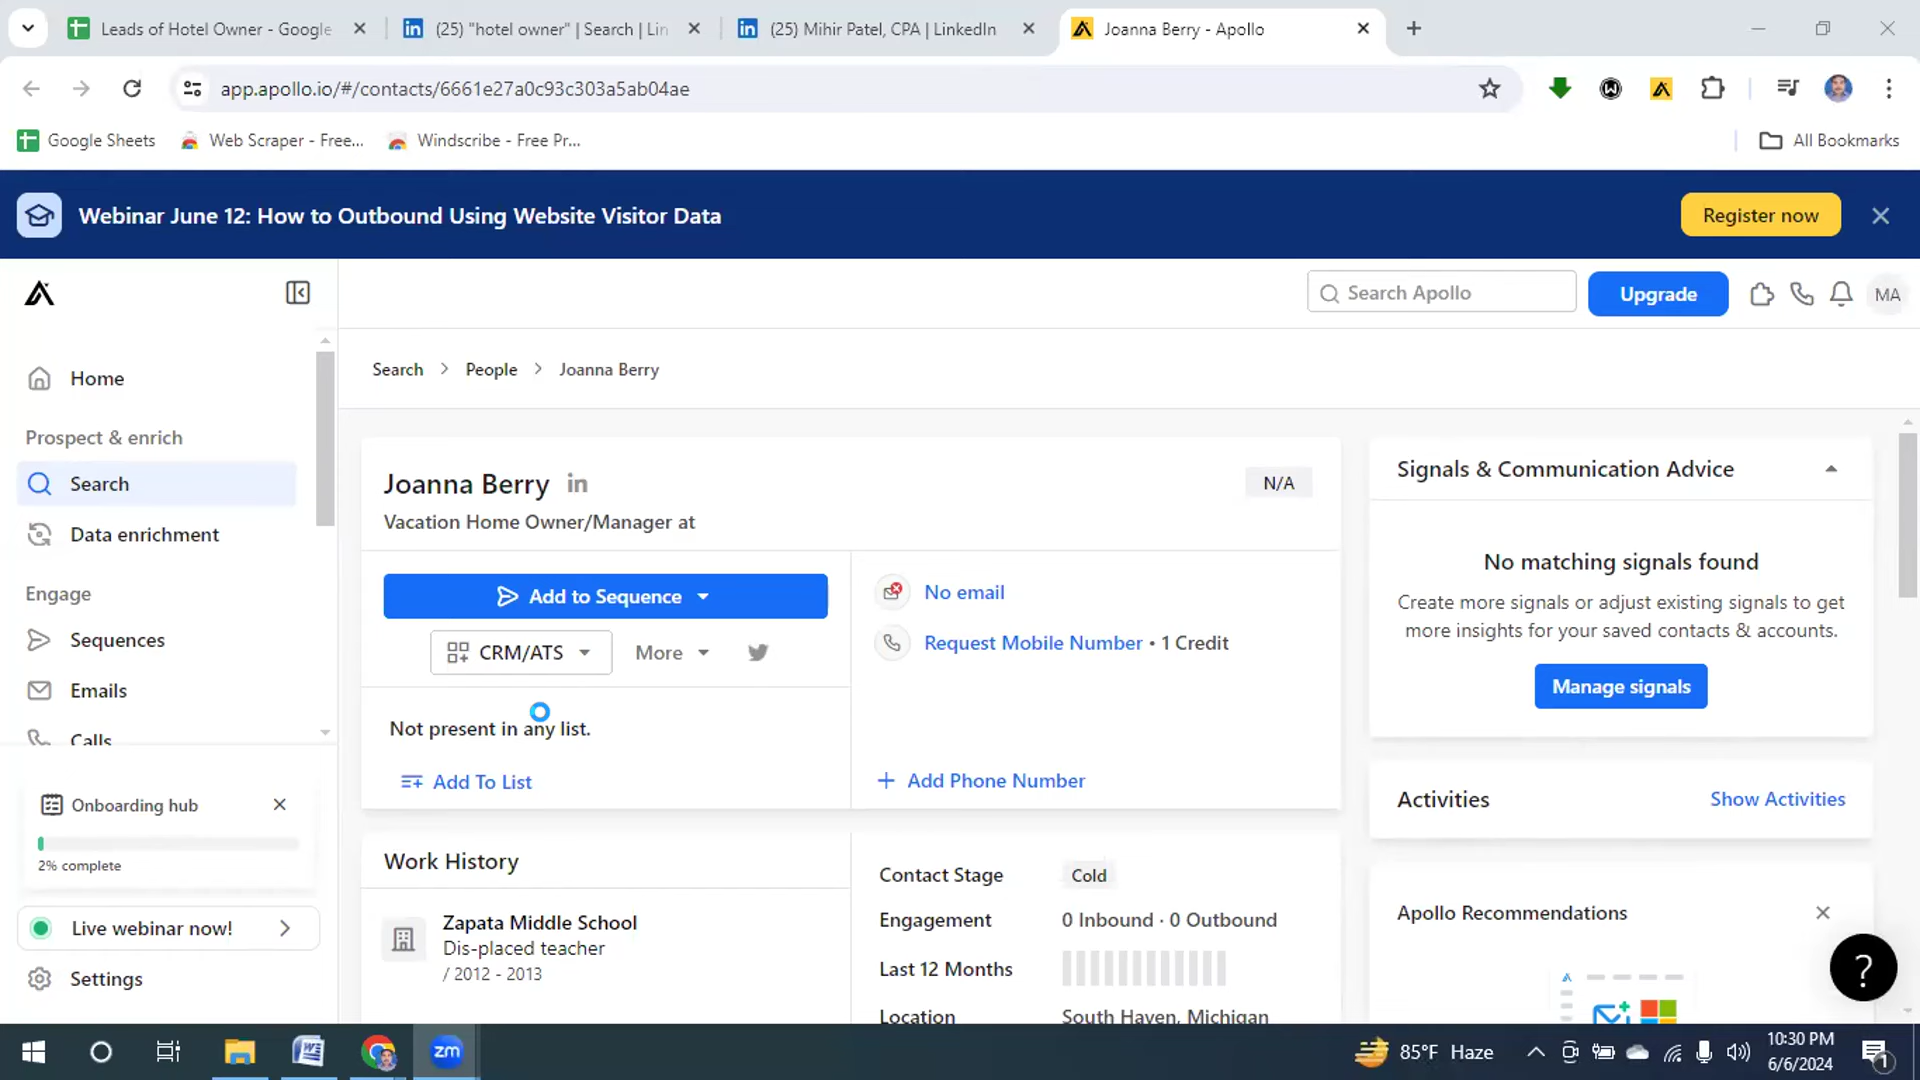 Leads of Hotel Owner - Google
(25) "hotel owner" | Search | Lin
(25) Mihir Patel, CPA | LinkedIn
Joanna Berry - Apollo
app.apollo.io/#/contacts/6661e27a0c93c303a5ab04ae
Google Sheets
Web Scraper - Free...
Windscribe - Free Pr...
All Bookmarks
Webinar June 12: How to Outbound Using Website Visitor Data
Register now
Search Apollo
Upgrade
MA
Home
Prospect & enrich
Search
Data enrichment
Engage
Sequences
Emails
Calls
Onboarding hub
2% complete
Live webinar now!
Settings
Search > People > Joanna Berry
Joanna Berry
N/A
Vacation Home Owner/Manager at
Add to Sequence
CRM/ATS
More
Not present in any list.
Add To List
No email
Request Mobile Number • 1 Credit
+ Add Phone Number
Work History
Zapata Middle School
Dis-placed teacher
/ 2012 - 2013
Contact Stage
Cold
Engagement
0 Inbound · 0 Outbound
Last 12 Months
Location
South Haven, Michigan
Signals & Communication Advice
No matching signals found
Create more signals or adjust existing signals to get
more insights for your saved contacts & accounts.
Manage signals
Activities
Show Activities
Apollo Recommendations
?
zm
85°F Haze
10:30 PM
6/6/2024
1